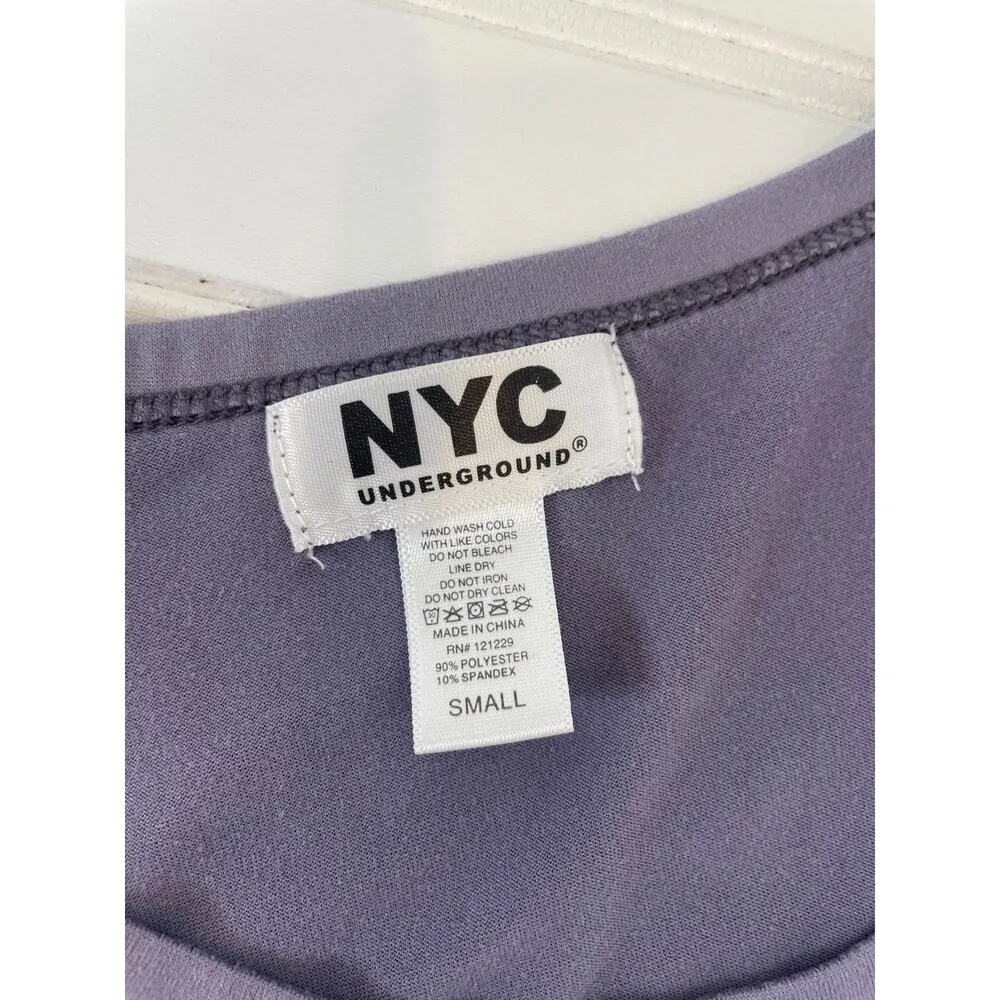 NYC
UNDERGROUND®
HAND WASH COLD
WITH LIKE COLORS
DO NOT BLEACH
LINE DRY
DO NOT IRON
DO NOT DRY CLEAN
30
MADE IN CHINA
RN# 121229
90% POLYESTER
10% SPANDEX
SMALL